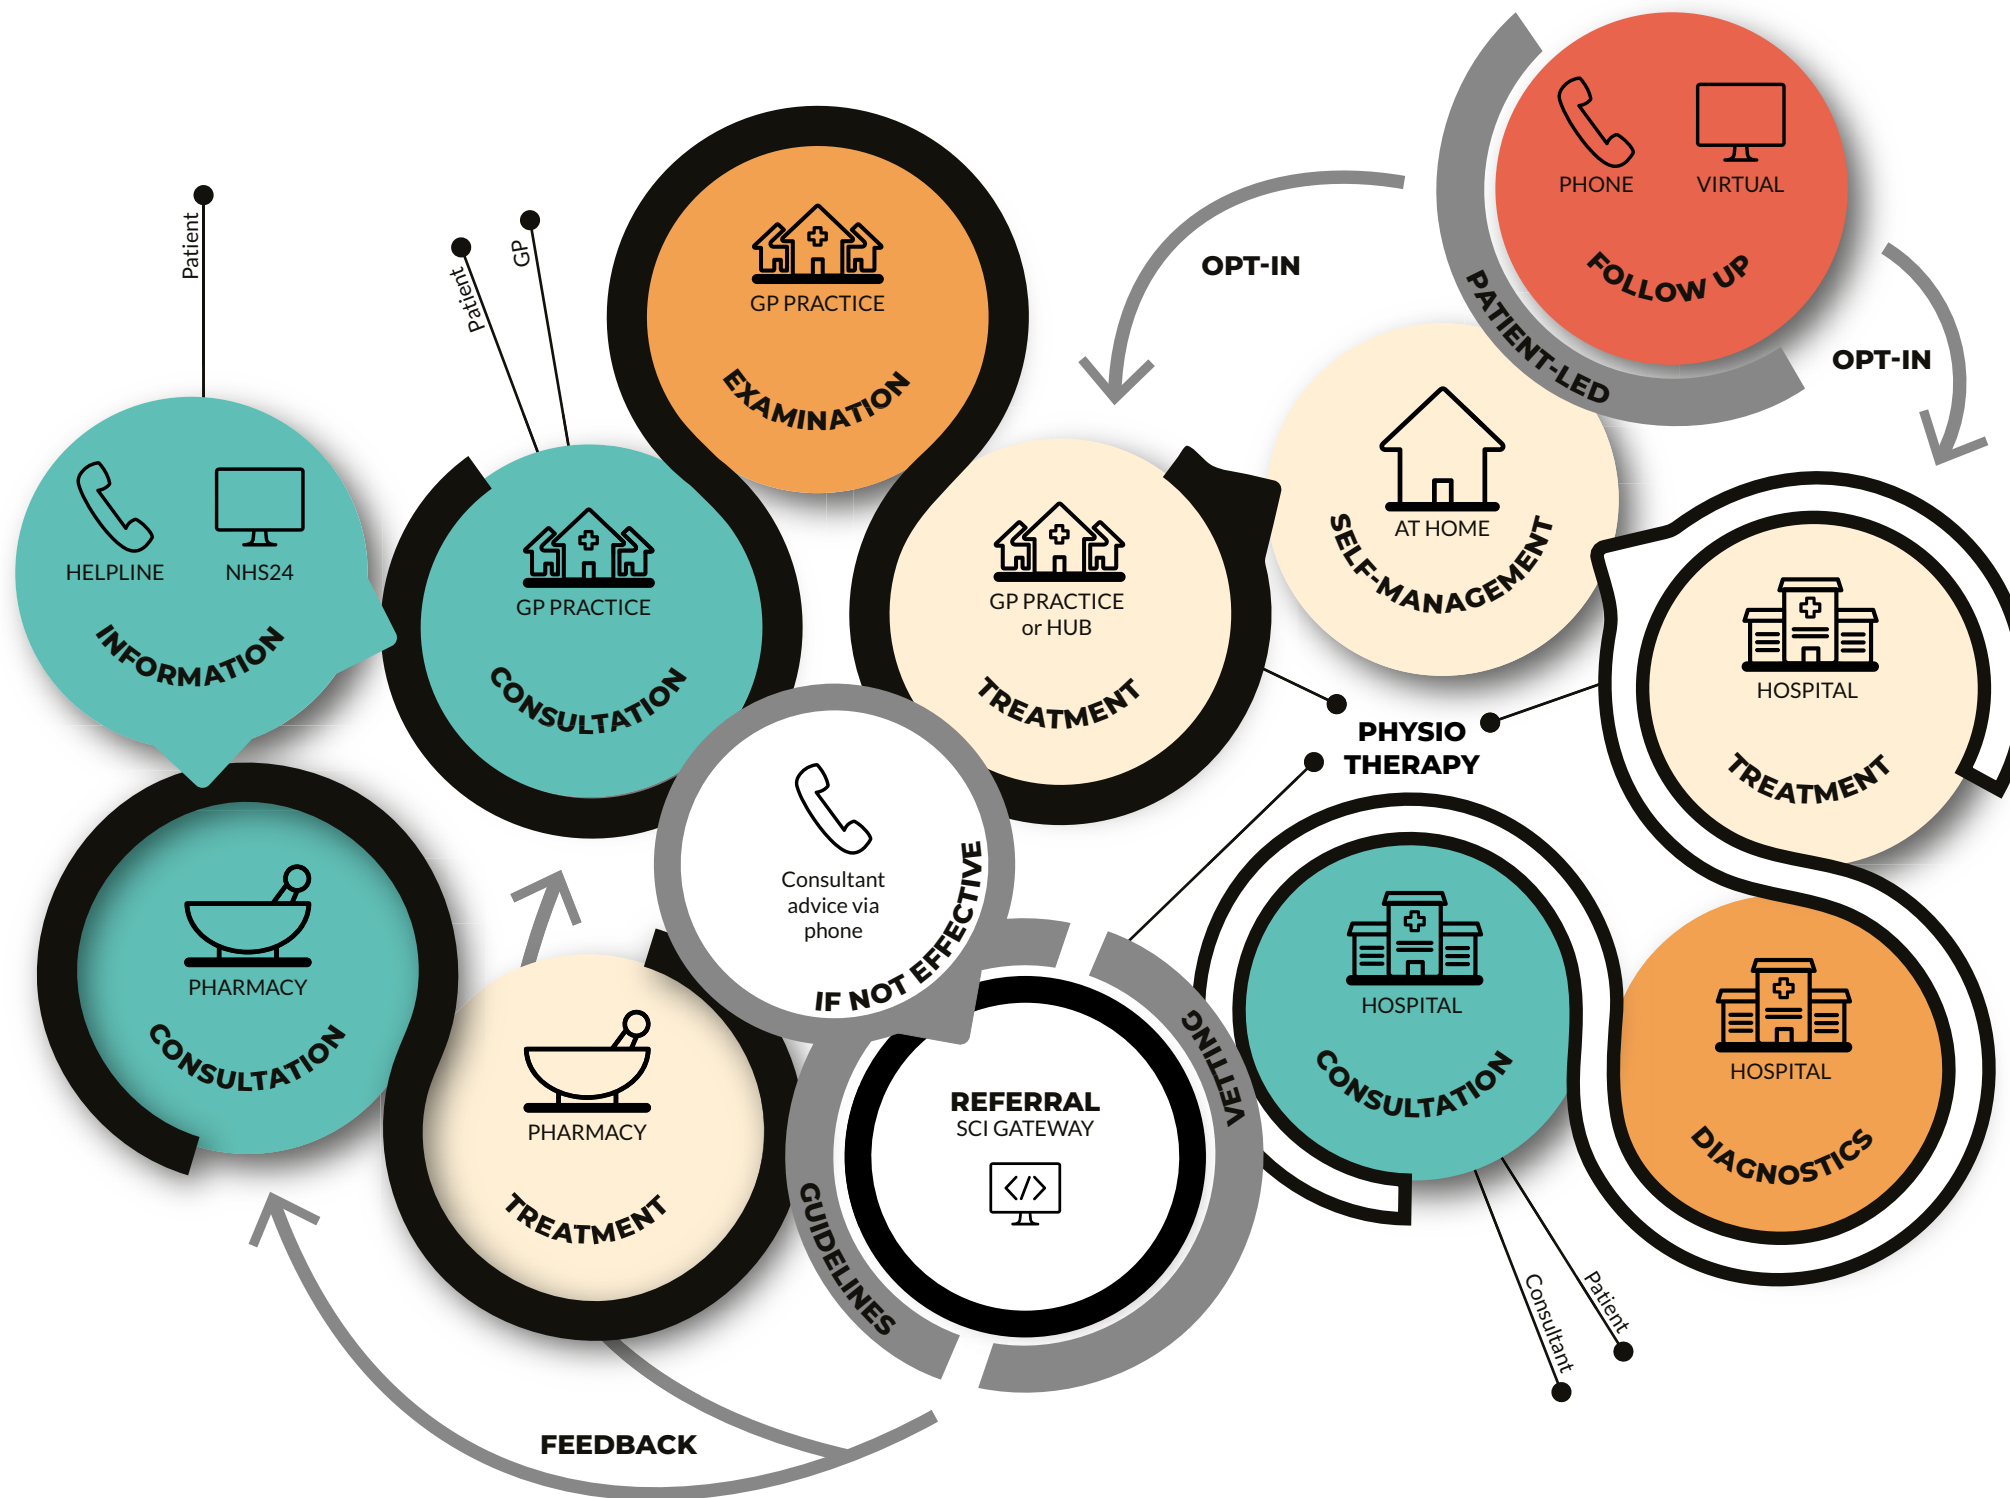 Patient
HELPLINE
NHS24
INFORMATION
Patient
GP
GP PRACTICE
CONSULTATION
GP PRACTICE
EXAMINATION
GP PRACTICE
or HUB
TREATMENT
OPT-IN
PHONE
VIRTUAL
FOLLOW UP
PATIENT-LED
OPT-IN
AT HOME
SELF-MANAGEMENT
HOSPITAL
TREATMENT
PHYSIO
THERAPY
PHARMACY
CONSULTATION
PHARMACY
TREATMENT
Consultant
advice via
phone
IF NOT EFFECTIVE
REFERRAL
SCI GATEWAY
</>
GUIDELINES
VETTING
HOSPITAL
CONSULTATION
HOSPITAL
DIAGNOSTICS
Consultant
Patient
FEEDBACK